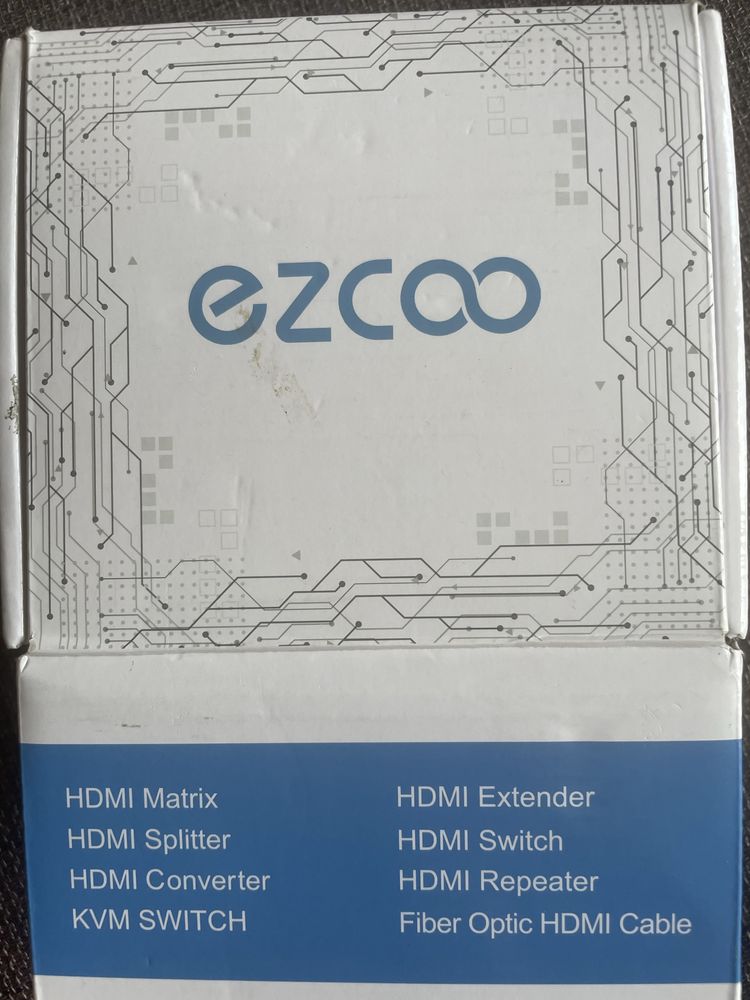 ezcoo
HDMI Matrix
HDMI Splitter
HDMI Converter
KVM SWITCH
HDMI Extender
HDMI Switch
HDMI Repeater
Fiber Optic HDMI Cable